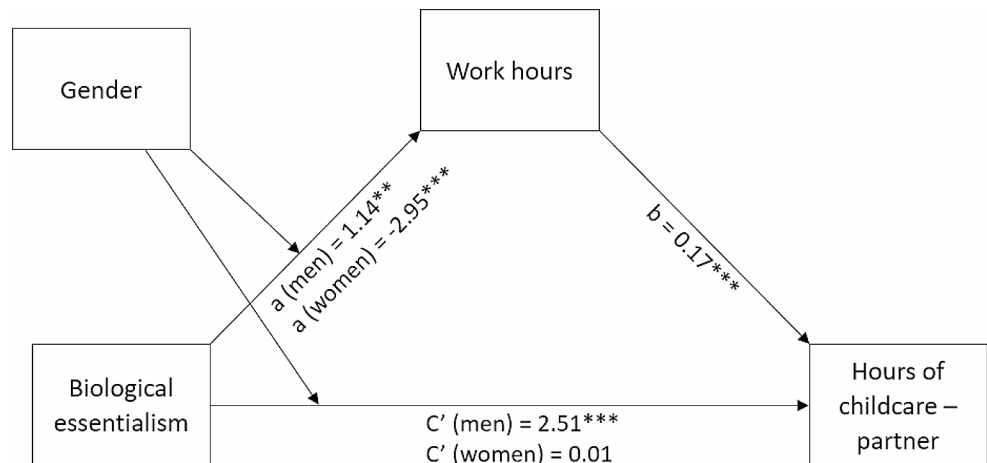 Gender
Work hours
a (men) = 1.14**
a (women) = -2.95***
b = 0.17***
Biological
essentialism
C’ (men) = 2.51***
C’ (women) = 0.01
Hours of
childcare –
partner